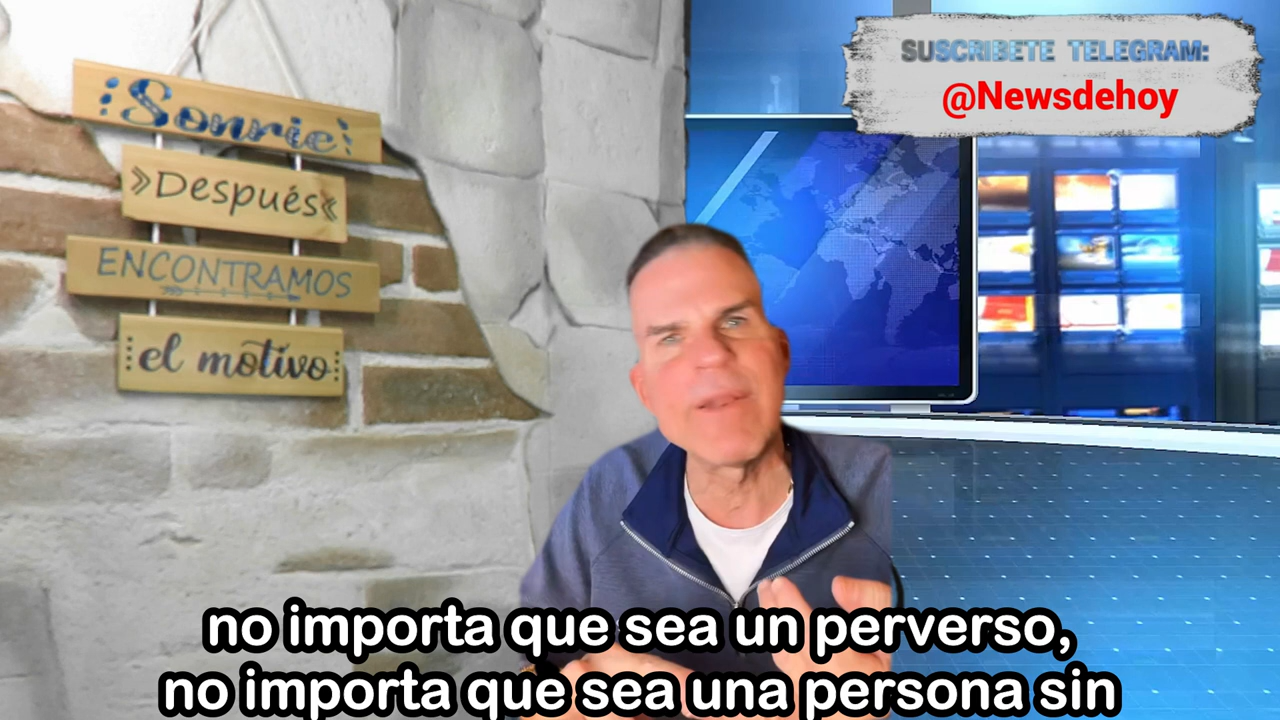 ¡Sonríe!
»Después«
ENCONTRAMOS
el motivo
SUSCRIBETE TELEGRAM:
@Newsdehoy
no importa que sea un perverso,
no importa que sea una persona sin